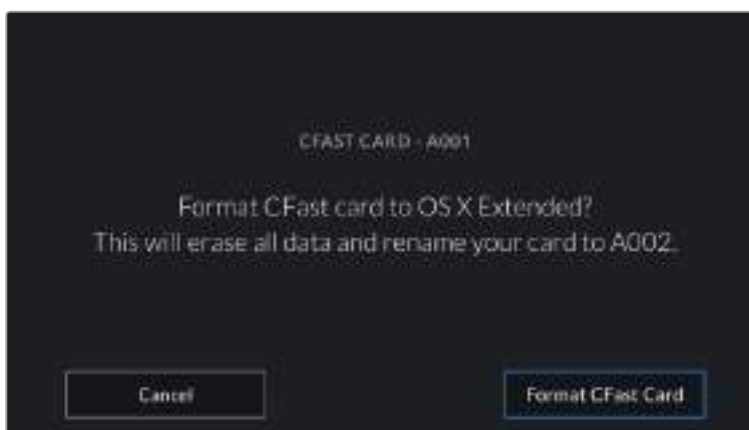 CFAST CARD - A001
Format CFast card to OS X Extended?
This will erase all data and rename your card to A002.
Cancel
Format CFast Card